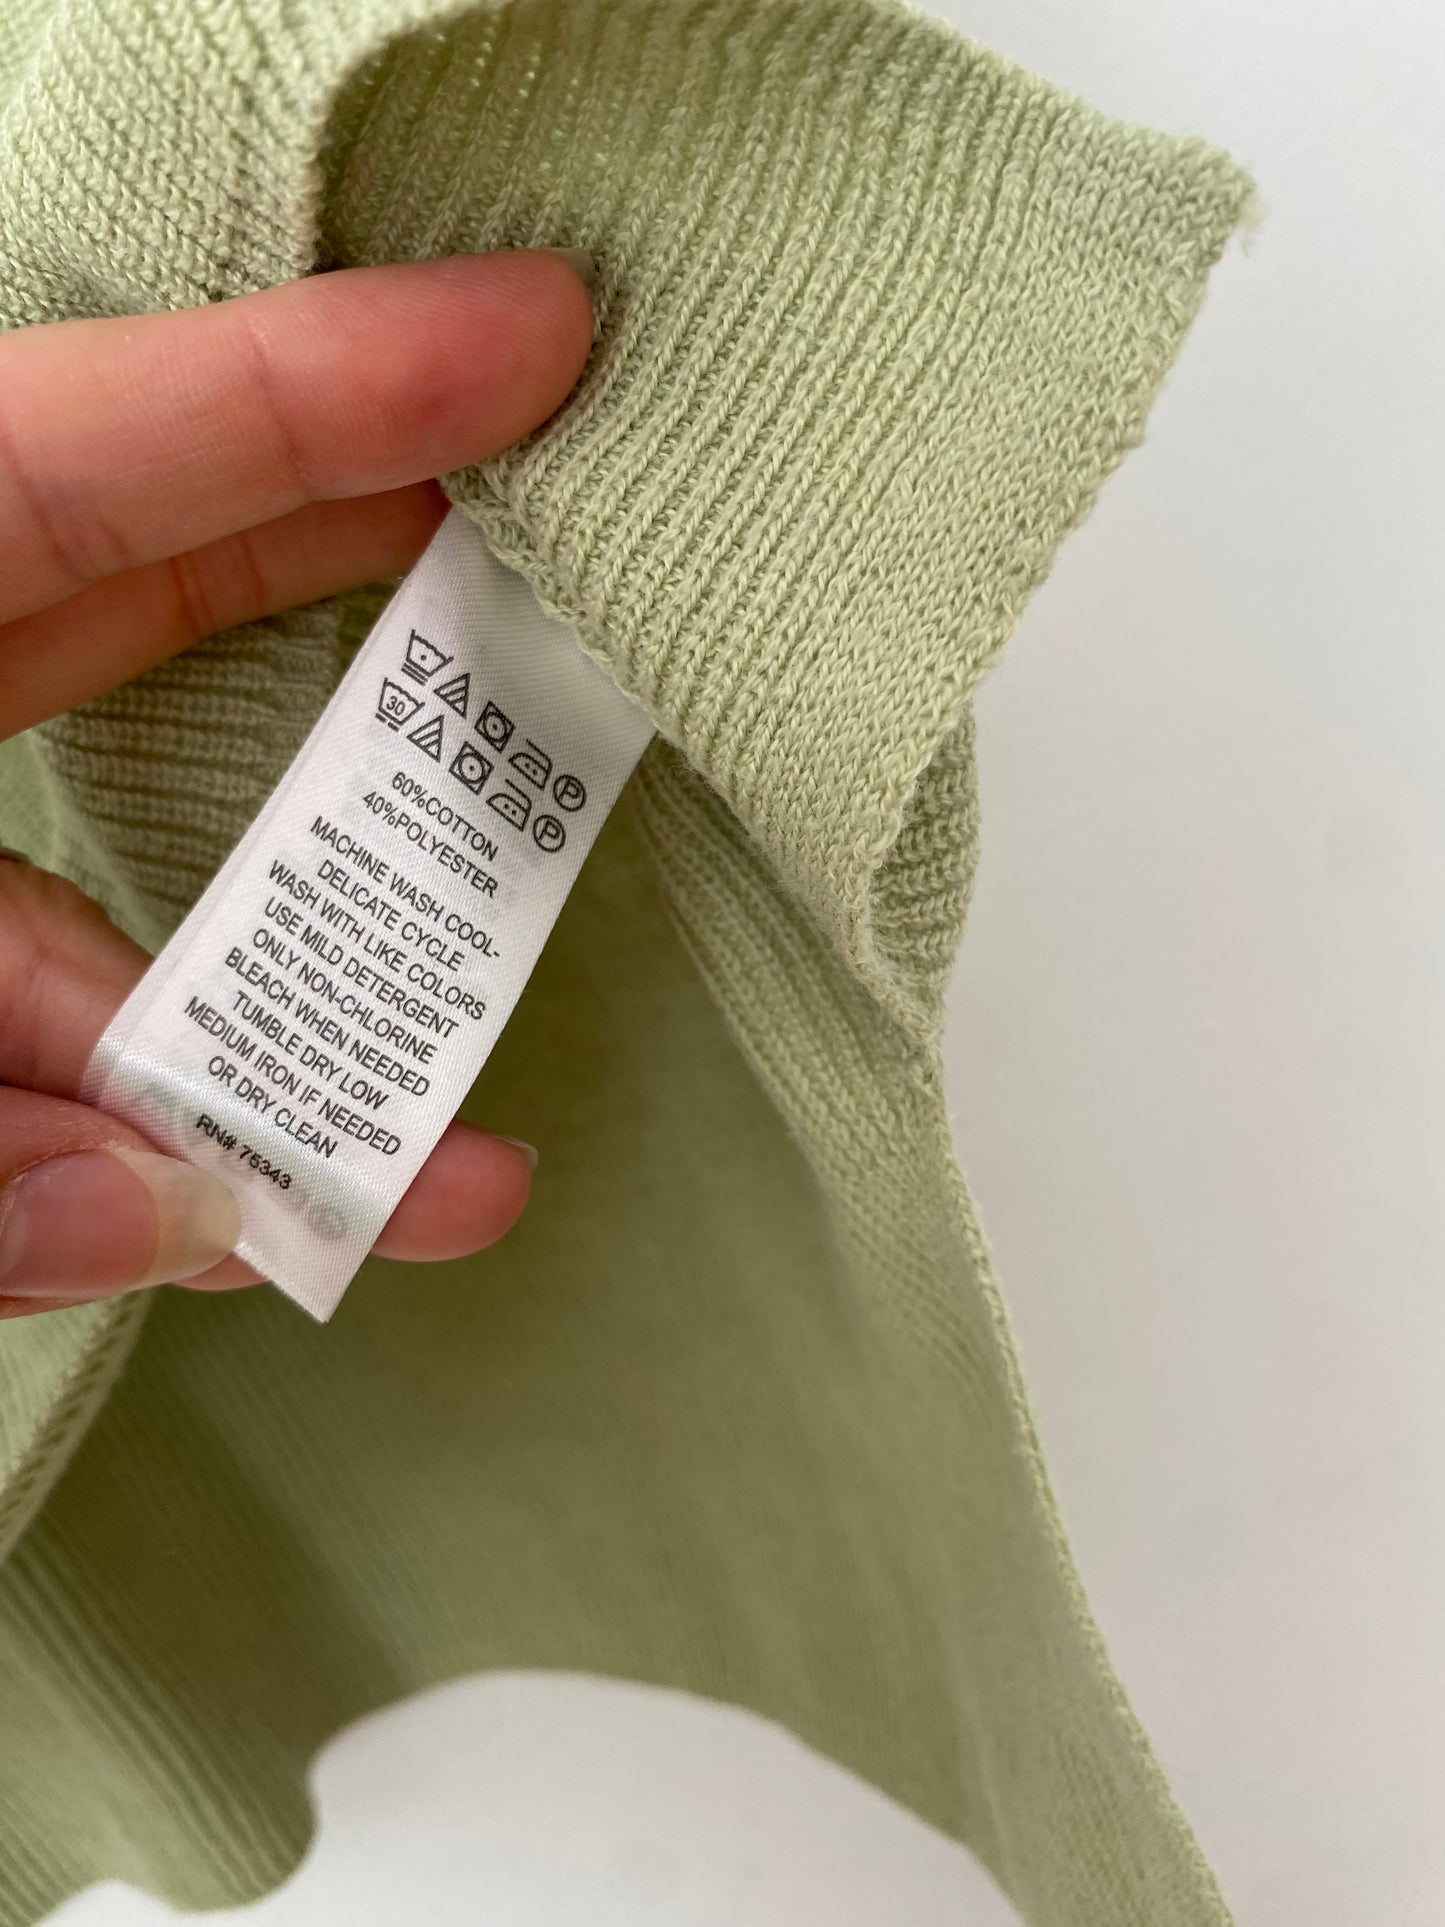 30
P
P
60%COTTON
40%POLYESTER
MACHINE WASH COOL-
DELICATE CYCLE
WASH WITH LIKE COLORS
USE MILD DETERGENT
ONLY NON-CHLORINE
BLEACH WHEN NEEDED
TUMBLE DRY LOW
MEDIUM IRON IF NEEDED
OR DRY CLEAN
RN# 75343